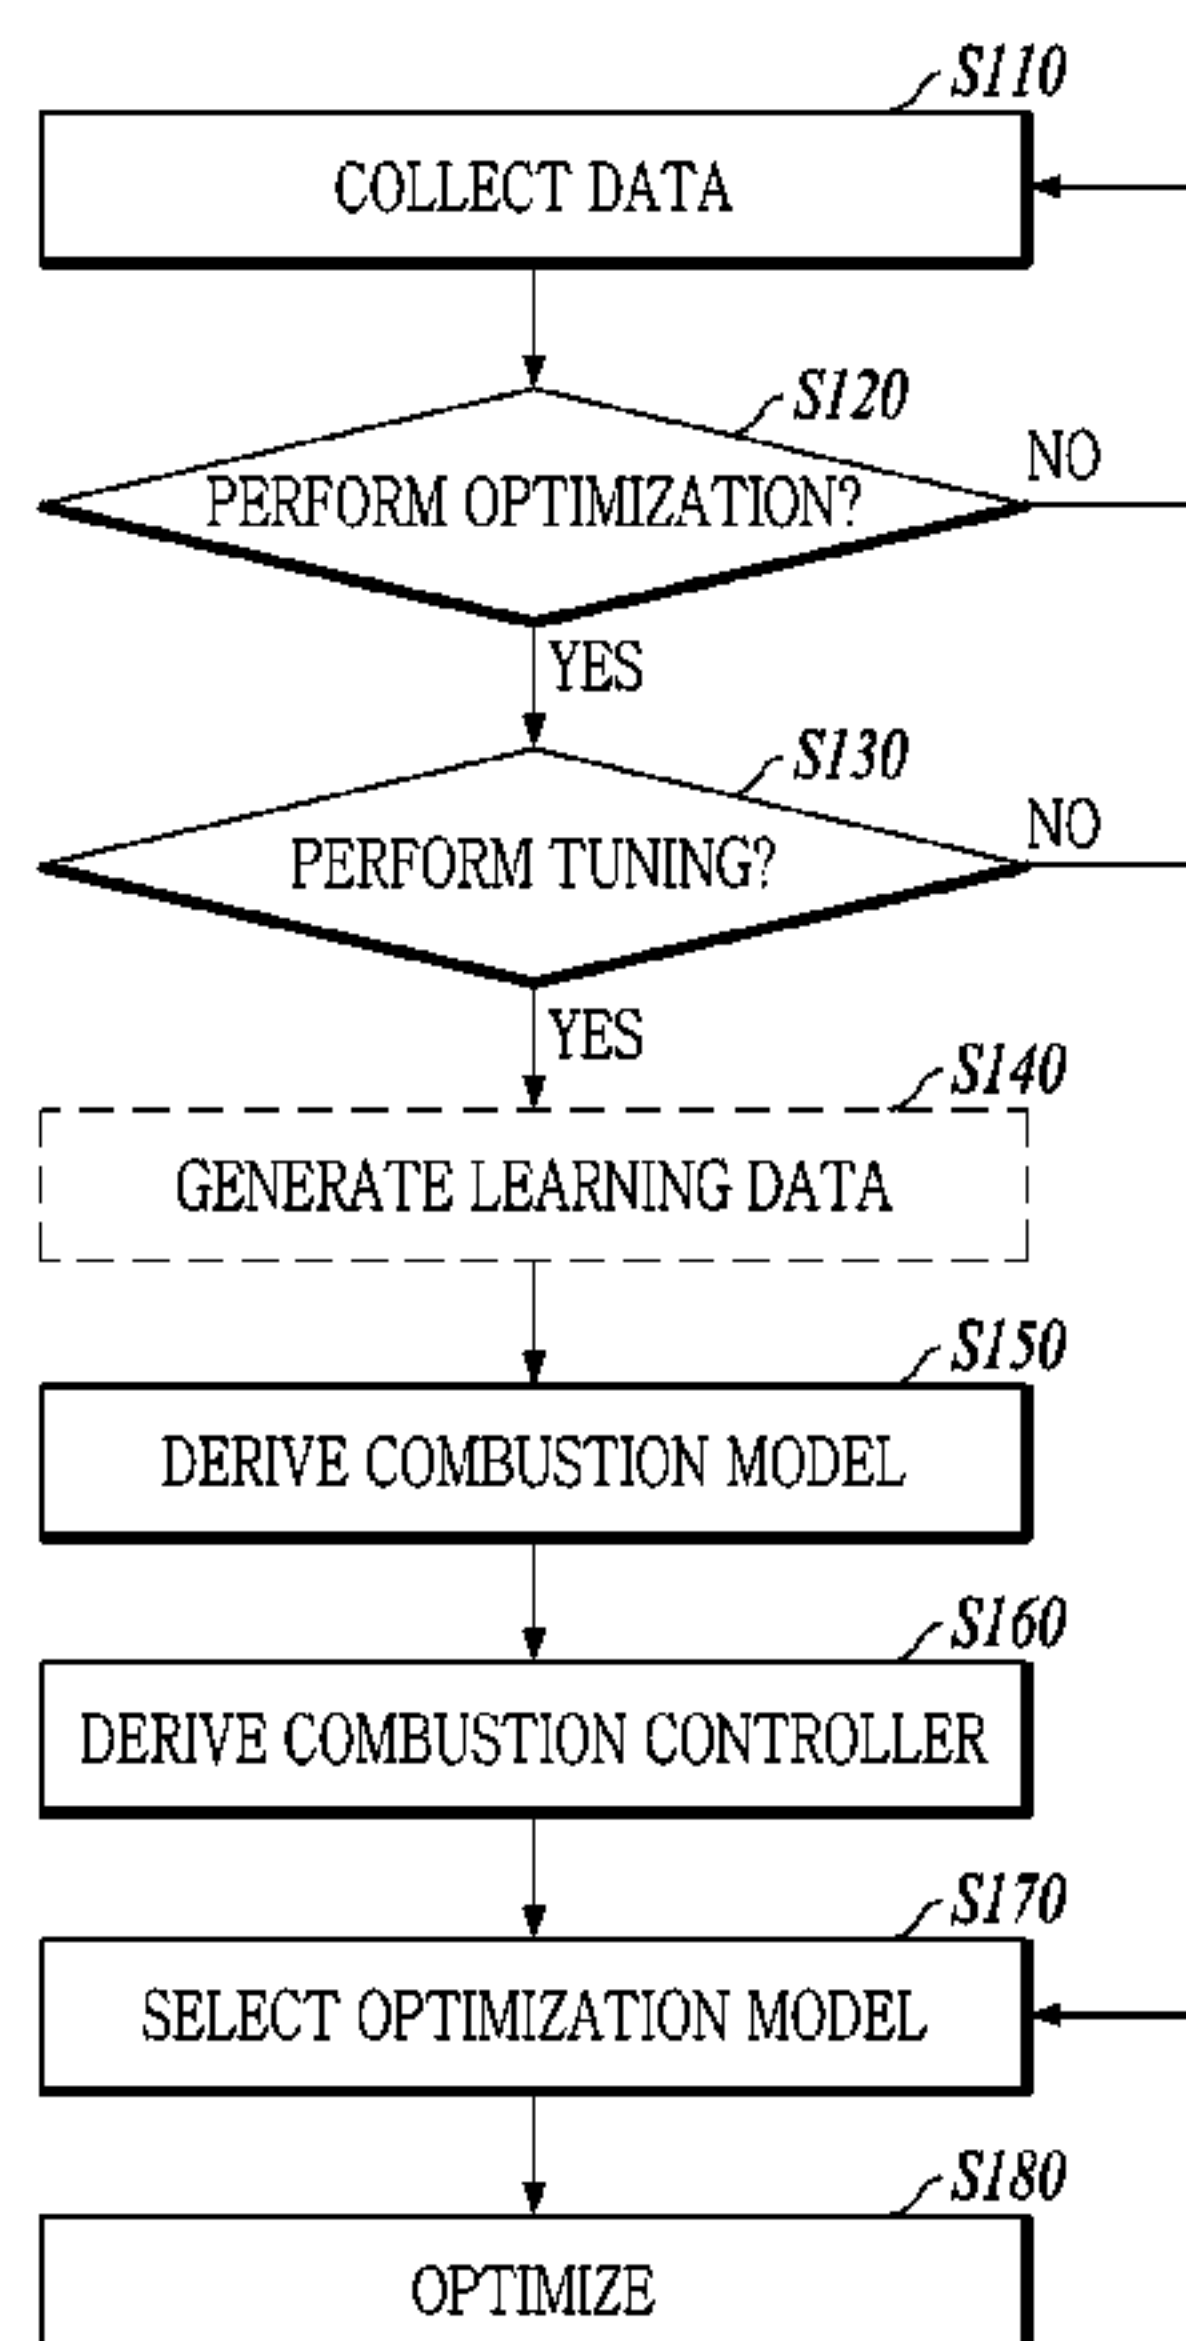 S110
COLLECT DATA
S120
PERFORM OPTIMIZATION?
NO
YES
S130
PERFORM TUNING?
NO
YES
S140
GENERATE LEARNING DATA
S150
DERIVE COMBUSTION MODEL
S160
DERIVE COMBUSTION CONTROLLER
S170
SELECT OPTIMIZATION MODEL
S180
OPTIMIZE